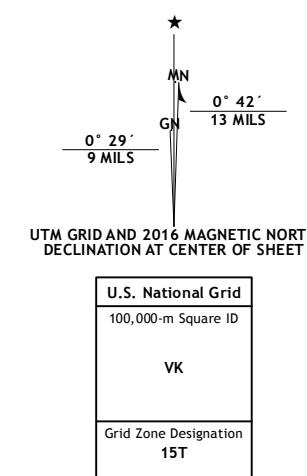 ★
MN
GN
0° 42´
13 MILS
0° 29´
9 MILS
UTM GRID AND 2016 MAGNETIC NORT
DECLINATION AT CENTER OF SHEET
U.S. National Grid
100,000-m Square ID
VK
Grid Zone Designation
15T